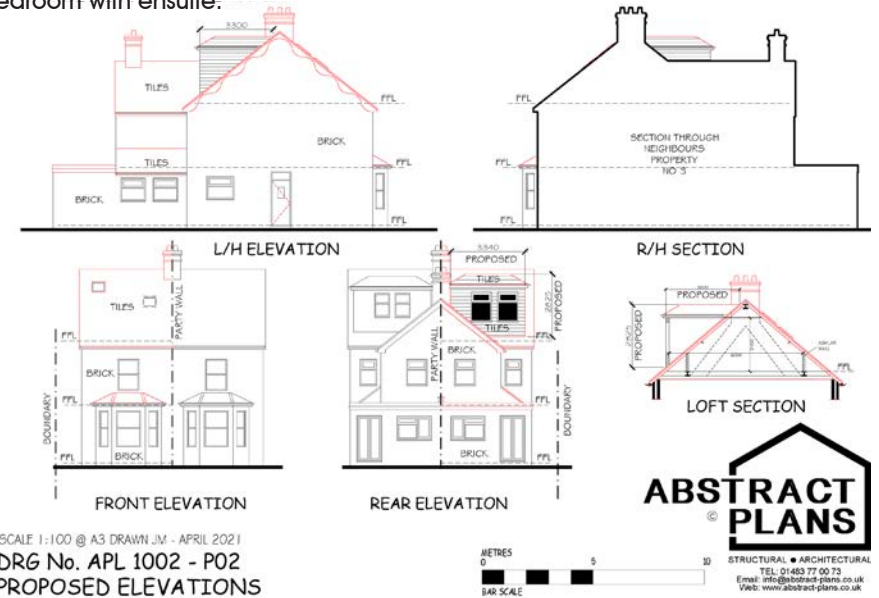 edroom with ensuite.
3300
TILES
TILES
BRICK
BRICK
FFL
FFL
FFL
L/H ELEVATION
FFL
FFL
FFL
SECTION THROUGH
NEIGHBOURS
PROPERTY
NO 3
R/H SECTION
TILES
PARTY WALL
FFL
BRICK
FFL
BOUNDARY
FFL
BRICK
FRONT ELEVATION
3340
PROPOSED
TILES
2825
PROPOSED
TILES
FFL
PARTY WALL
BRICK
FFL
BOUNDARY
BRICK
FFL
REAR ELEVATION
PROPOSED
2825
PROPOSED
FFL
LOFT SECTION
ABSTRACT
© PLANS
STRUCTURAL ● ARCHITECTURAL
TEL: 01483 77 00 73
Email: info@abstract-plans.co.uk
Web: www.abstract-plans.co.uk
SCALE 1:100 @ A3 DRAWN JM - APRIL 2021
DRG No. APL 1002 - P02
PROPOSED ELEVATIONS
METRES
0 5 10
BAR SCALE